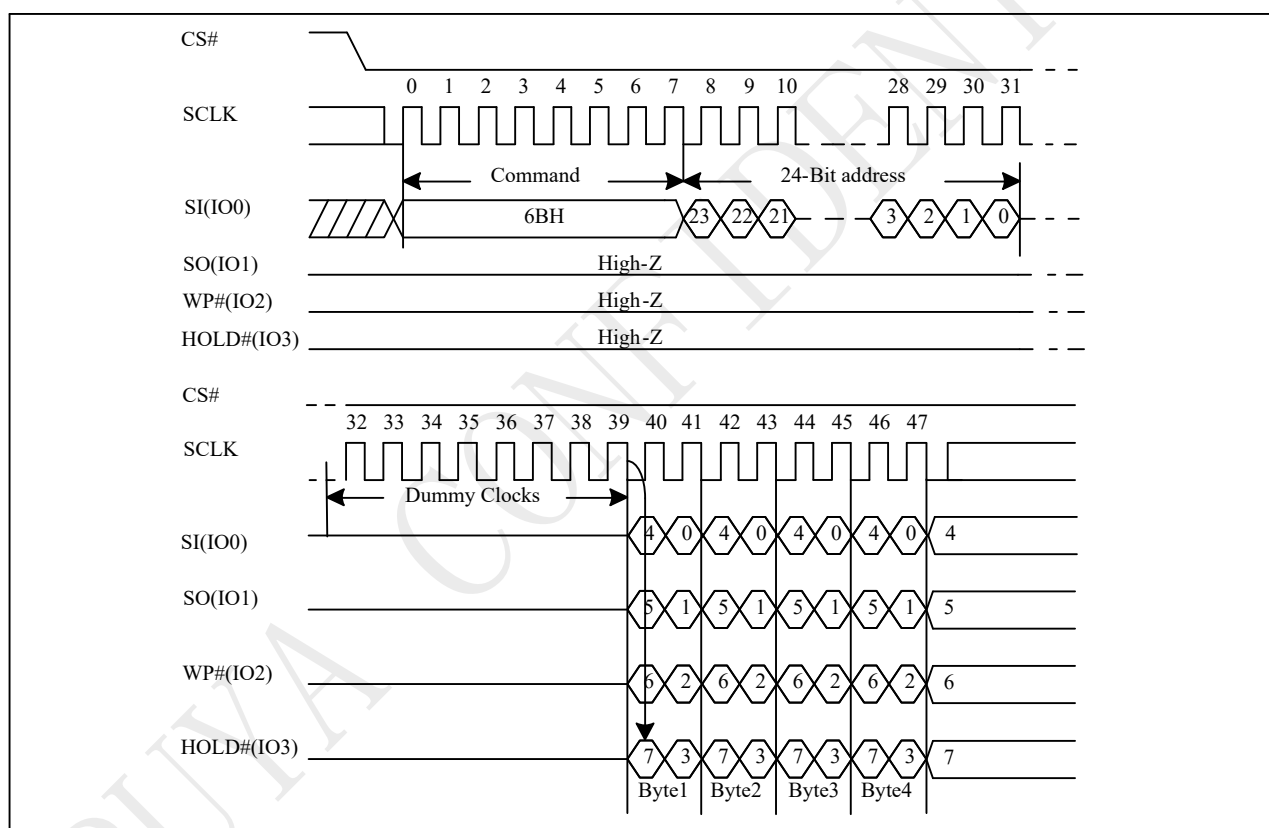 CS#
0 1 2 3 4 5 6 7 8 9 10 28 29 30 31
SCLK
Command 24-Bit address
SI(IO0) 6BH 23 22 21 3 2 1 0
SO(IO1) High-Z
WP#(IO2) High-Z
HOLD#(IO3) High-Z
CS#
32 33 34 35 36 37 38 39 40 41 42 43 44 45 46 47
SCLK
Dummy Clocks
SI(IO0) 4 0 4 0 4 0 4 0 4
SO(IO1) 5 1 5 1 5 1 5 1 5
WP#(IO2) 6 2 6 2 6 2 6 2 6
HOLD#(IO3) 7 3 7 3 7 3 7 3 7
Byte1 Byte2 Byte3 Byte4
PUYA CONFIDENT